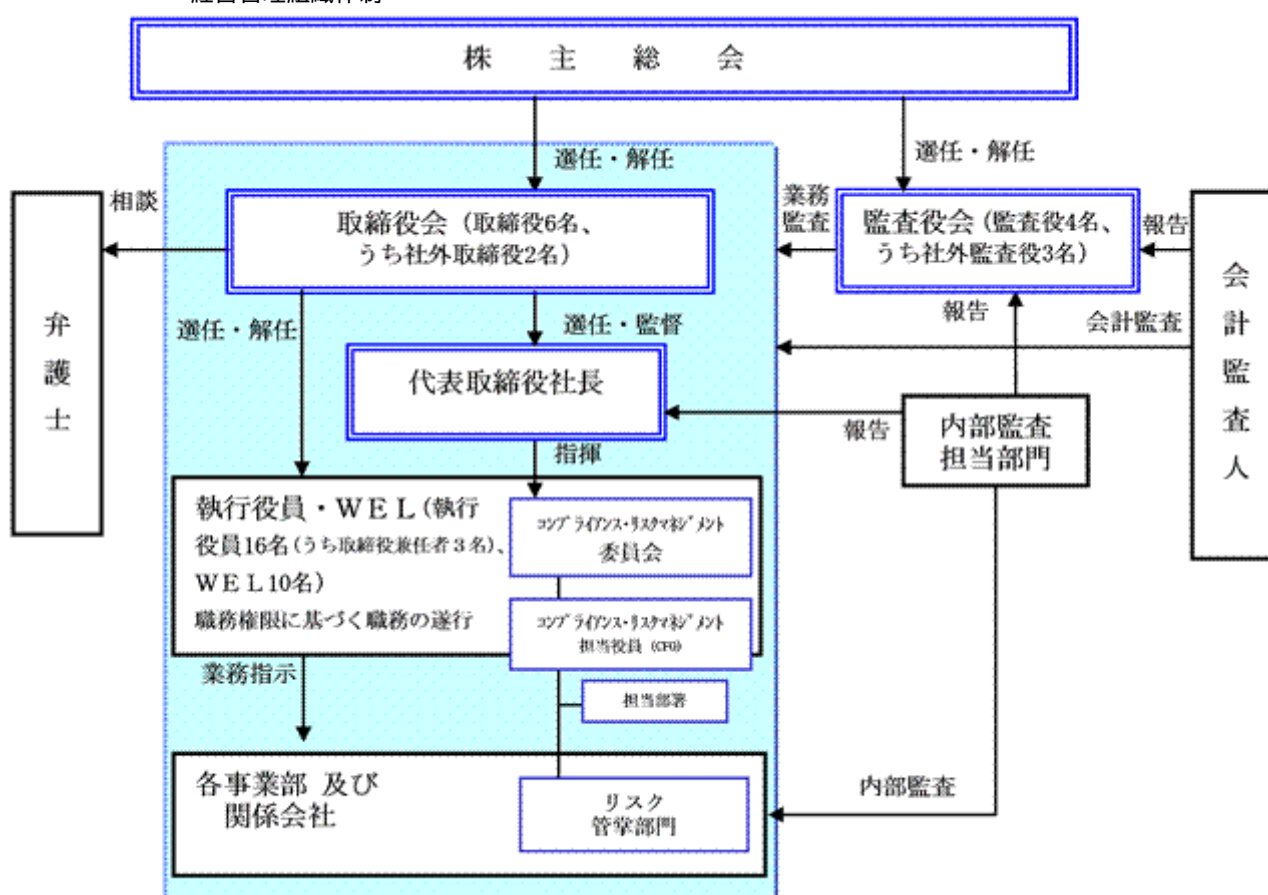 株主総会
選任・解任
選任・解任
相談
取締役会（取締役6名、
うち社外取締役2名）
業務
監査
監査役会（監査役4名、
うち社外監査役3名）
報告
会計監査人
弁護士
選任・解任
選任・監督
報告
会計監査
代表取締役社長
報告
内部監査
担当部門
指揮
執行役員・ＷＥＬ（執行
役員16名（うち取締役兼任者３名）、
ＷＥＬ10名）
職務権限に基づく職務の遂行
ｺﾝﾌﾟﾗｲｱﾝｽ・ﾘｽｸﾏﾈｼﾞﾒﾝﾄ
委員会
ｺﾝﾌﾟﾗｲｱﾝｽ・ﾘｽｸﾏﾈｼﾞﾒﾝﾄ
担当役員（CFO）
業務指示
担当部署
各事業部 及び
関係会社
リスク
管掌部門
内部監査